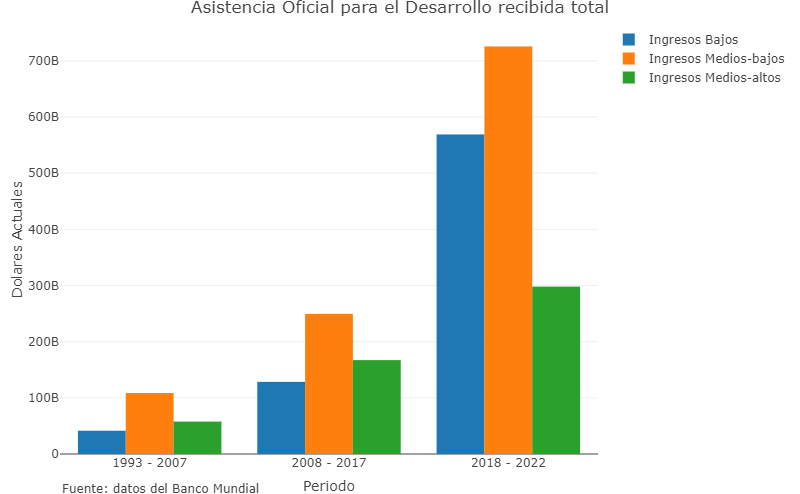 Asistencia Oficial para el Desarrollo recibida total
Ingresos Bajos
Ingresos Medios-bajos
Ingresos Medios-altos
Dolares Actuales
700B
600B
500B
400B
300B
200B
100B
0
1993 - 2007
2008 - 2017
2018 - 2022
Periodo
Fuente: datos del Banco Mundial